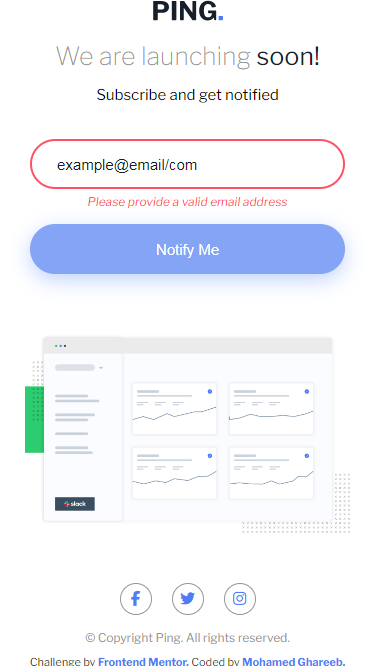 PING.
We are launching soon!
Subscribe and get notified
example@email/com
Please provide a valid email address
Notify Me
slack
© Copyright Ping. All rights reserved.
Challenge by Frontend Mentor. Coded by Mohamed Ghareeb.